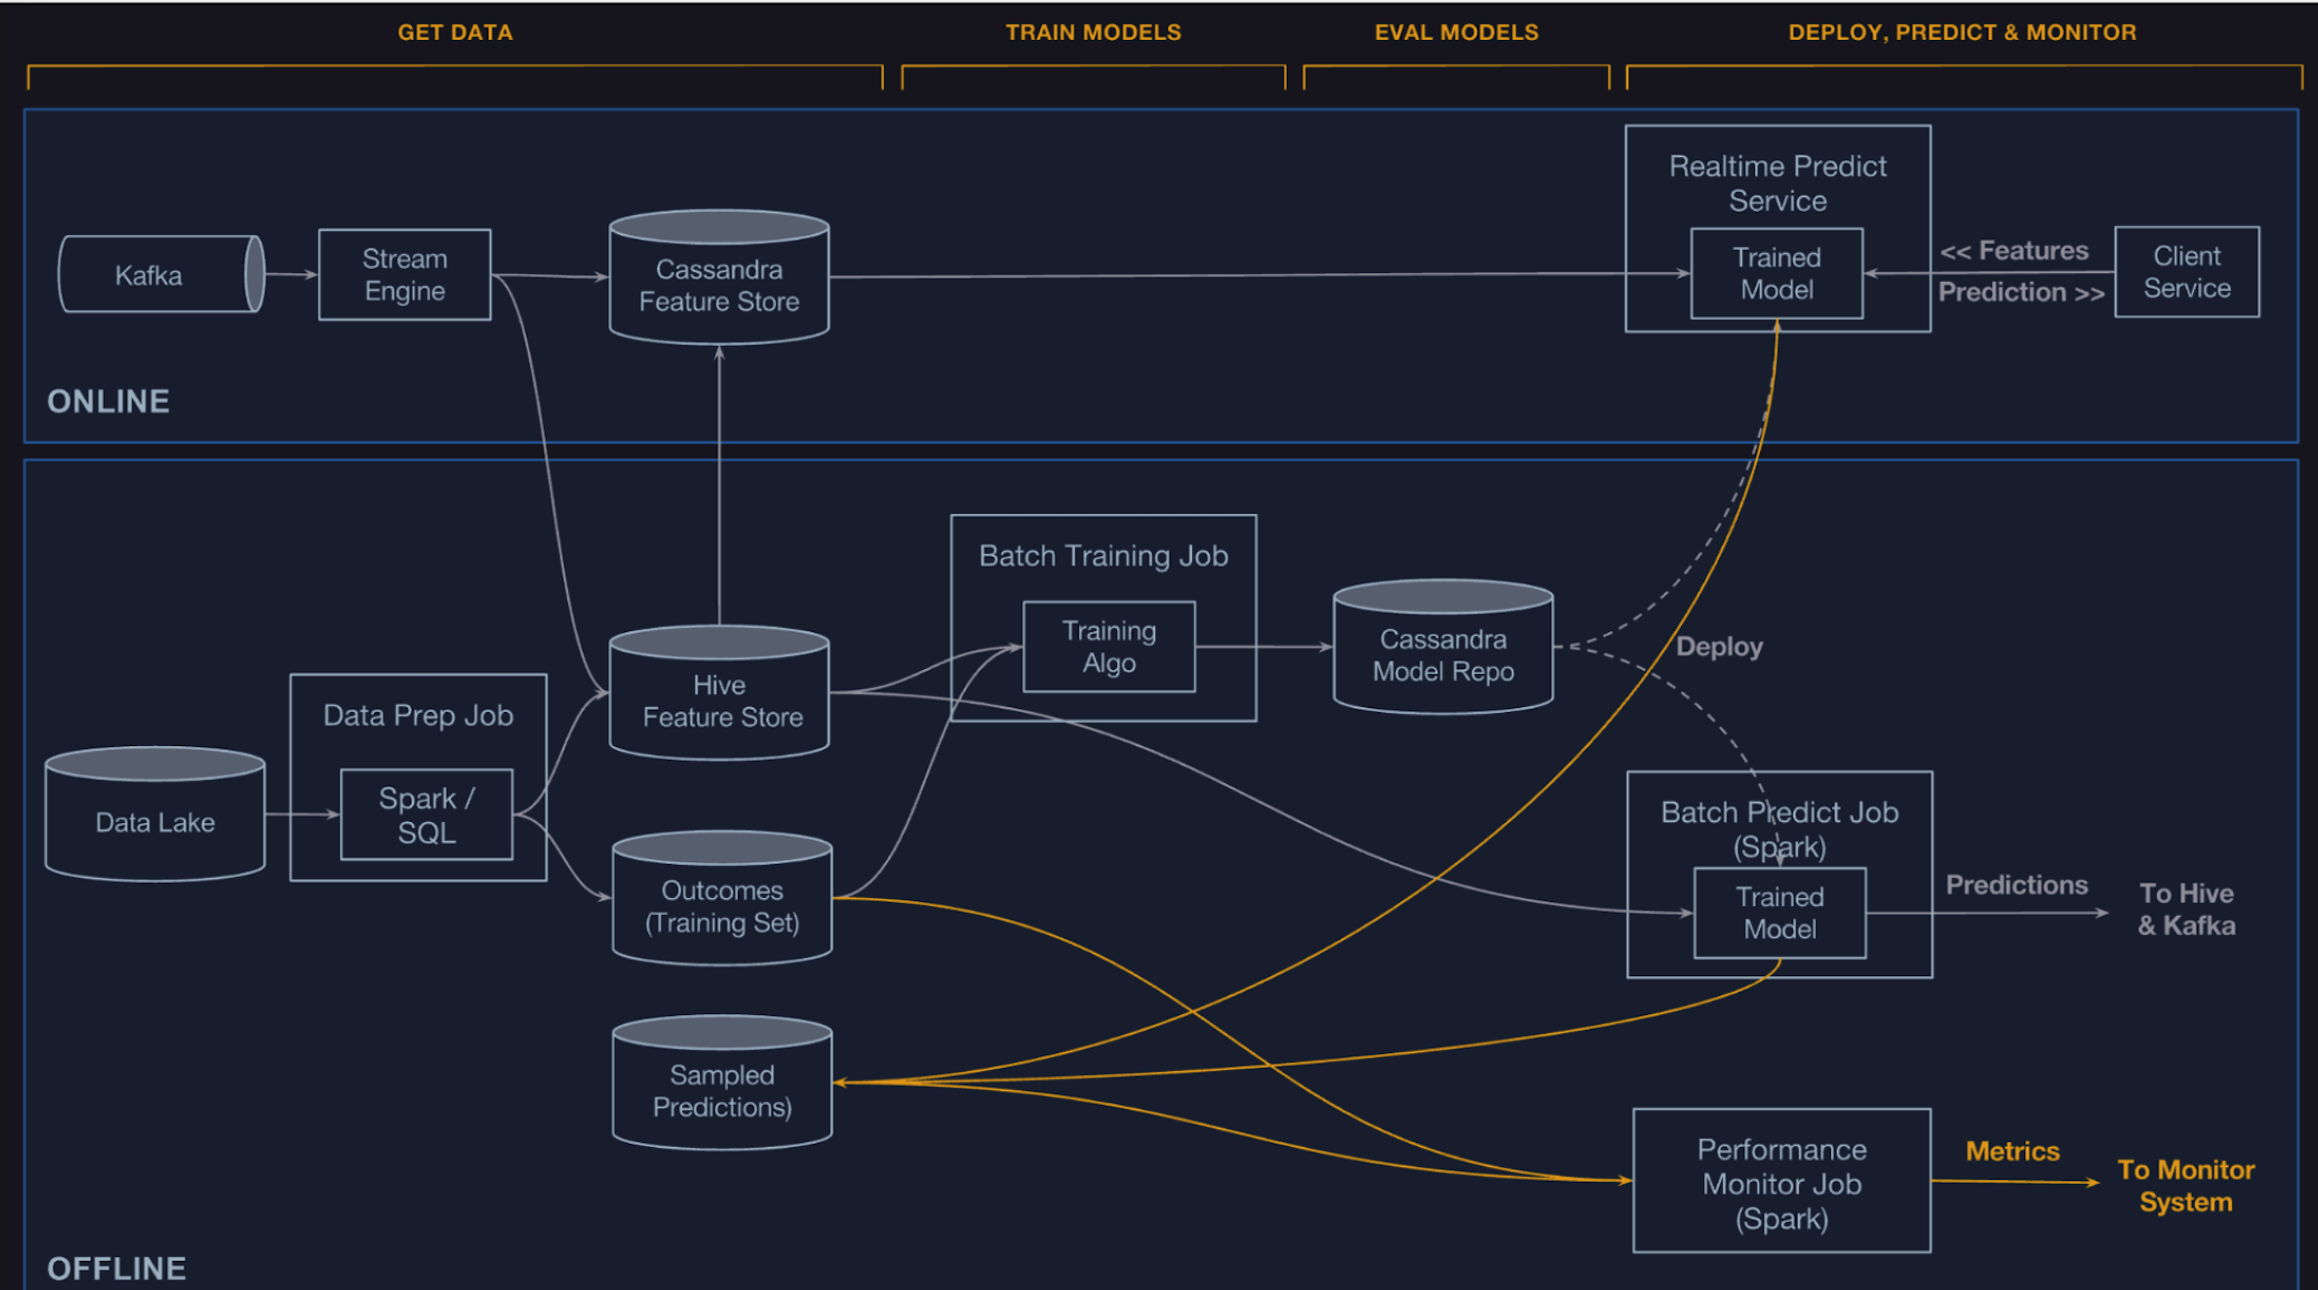 GET DATA
TRAIN MODELS
EVAL MODELS
DEPLOY, PREDICT & MONITOR
Realtime Predict
Service
Kafka
Stream
Engine
Cassandra
Feature Store
Trained
Model
<< Features
Prediction >>
Client
Service
ONLINE
Batch Training Job
Training
Algo
Cassandra
Model Repo
Deploy
Hive
Feature Store
Data Prep Job
Spark /
SQL
Data Lake
Outcomes
(Training Set)
Batch Predict Job
(Spark)
Trained
Model
Predictions
To Hive
& Kafka
Sampled
Predictions)
Performance
Monitor Job
(Spark)
Metrics
To Monitor
System
OFFLINE